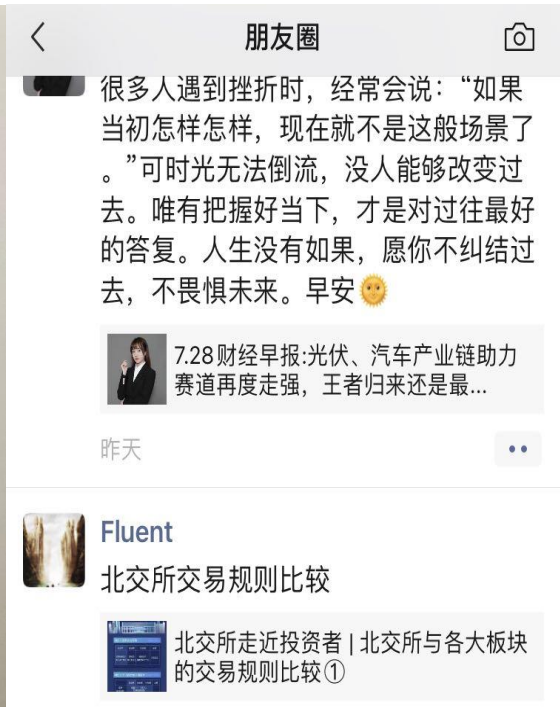 朋友圈
很多人遇到挫折时，经常会说：“如果
当初怎样怎样，现在就不是这般场景了
。”可时光无法倒流，没人能够改变过
去。唯有把握好当下，才是对过往最好
的答复。人生没有如果，愿你不纠结过
去，不畏惧未来。早安🌞
7.28财经早报:光伏、汽车产业链助力
赛道再度走强，王者归来还是最...
昨天
Fluent
北交所交易规则比较
北交所走近投资者 | 北交所与各大板块
的交易规则比较①